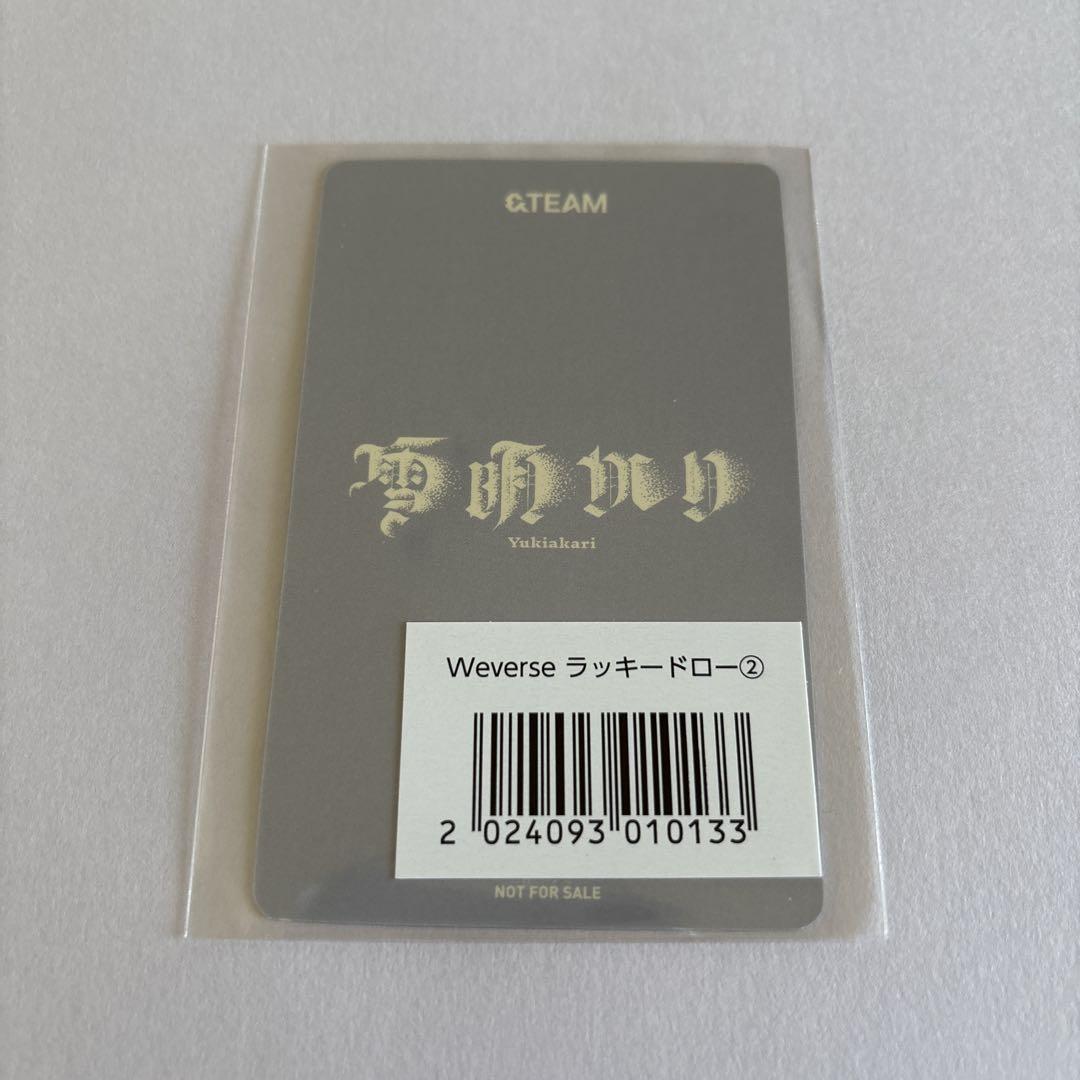 &TEAM
雪明かり
Yukiakari
Weverse ラッキードロー②
2 024093 010133
NOT FOR SALE